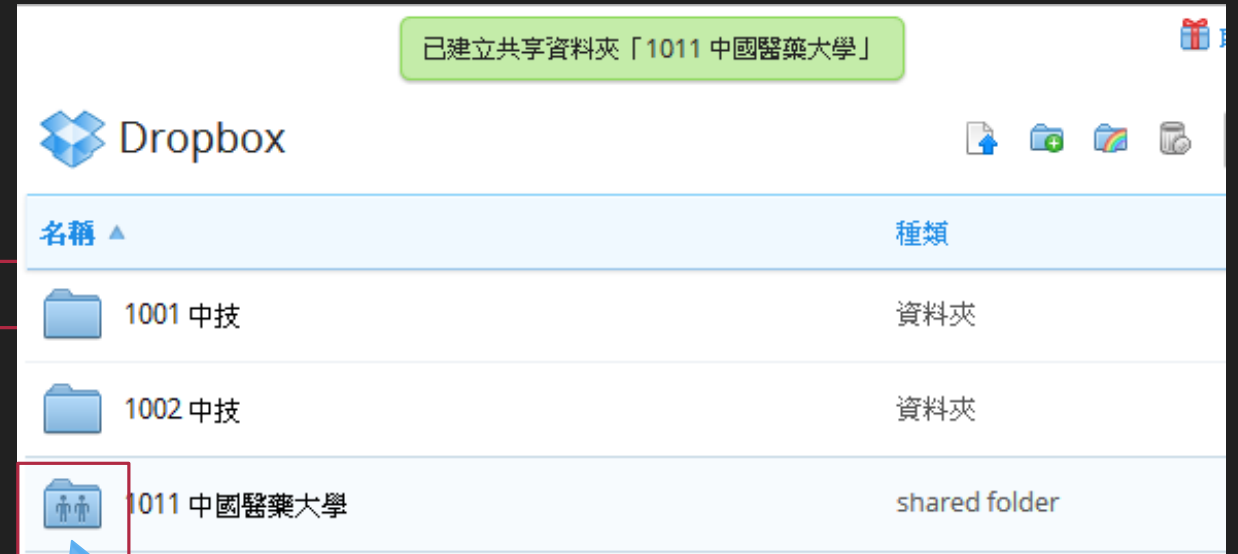 已建立共享資料夾「1011 中國醫藥大學」
Dropbox
名稱 ▲ 種類
1001 中技 資料夾
1002 中技 資料夾
1011 中國醫藥大學 shared folder